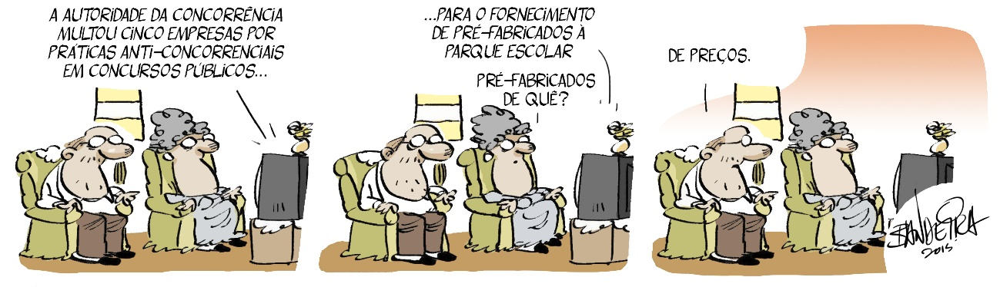 A AUTORIDADE DA CONCORRÊNCIA
MULTOU CINCO EMPRESAS POR
PRÁTICAS ANTI-CONCORRENCIAIS
EM CONCURSOS PÚBLICOS...
...PARA O FORNECIMENTO
DE PRÉ-FABRICADOS À
PARQUE ESCOLAR
PRÉ-FABRICADOS
DE QUÊ?
DE PREÇOS.
BANDEIRA
2015